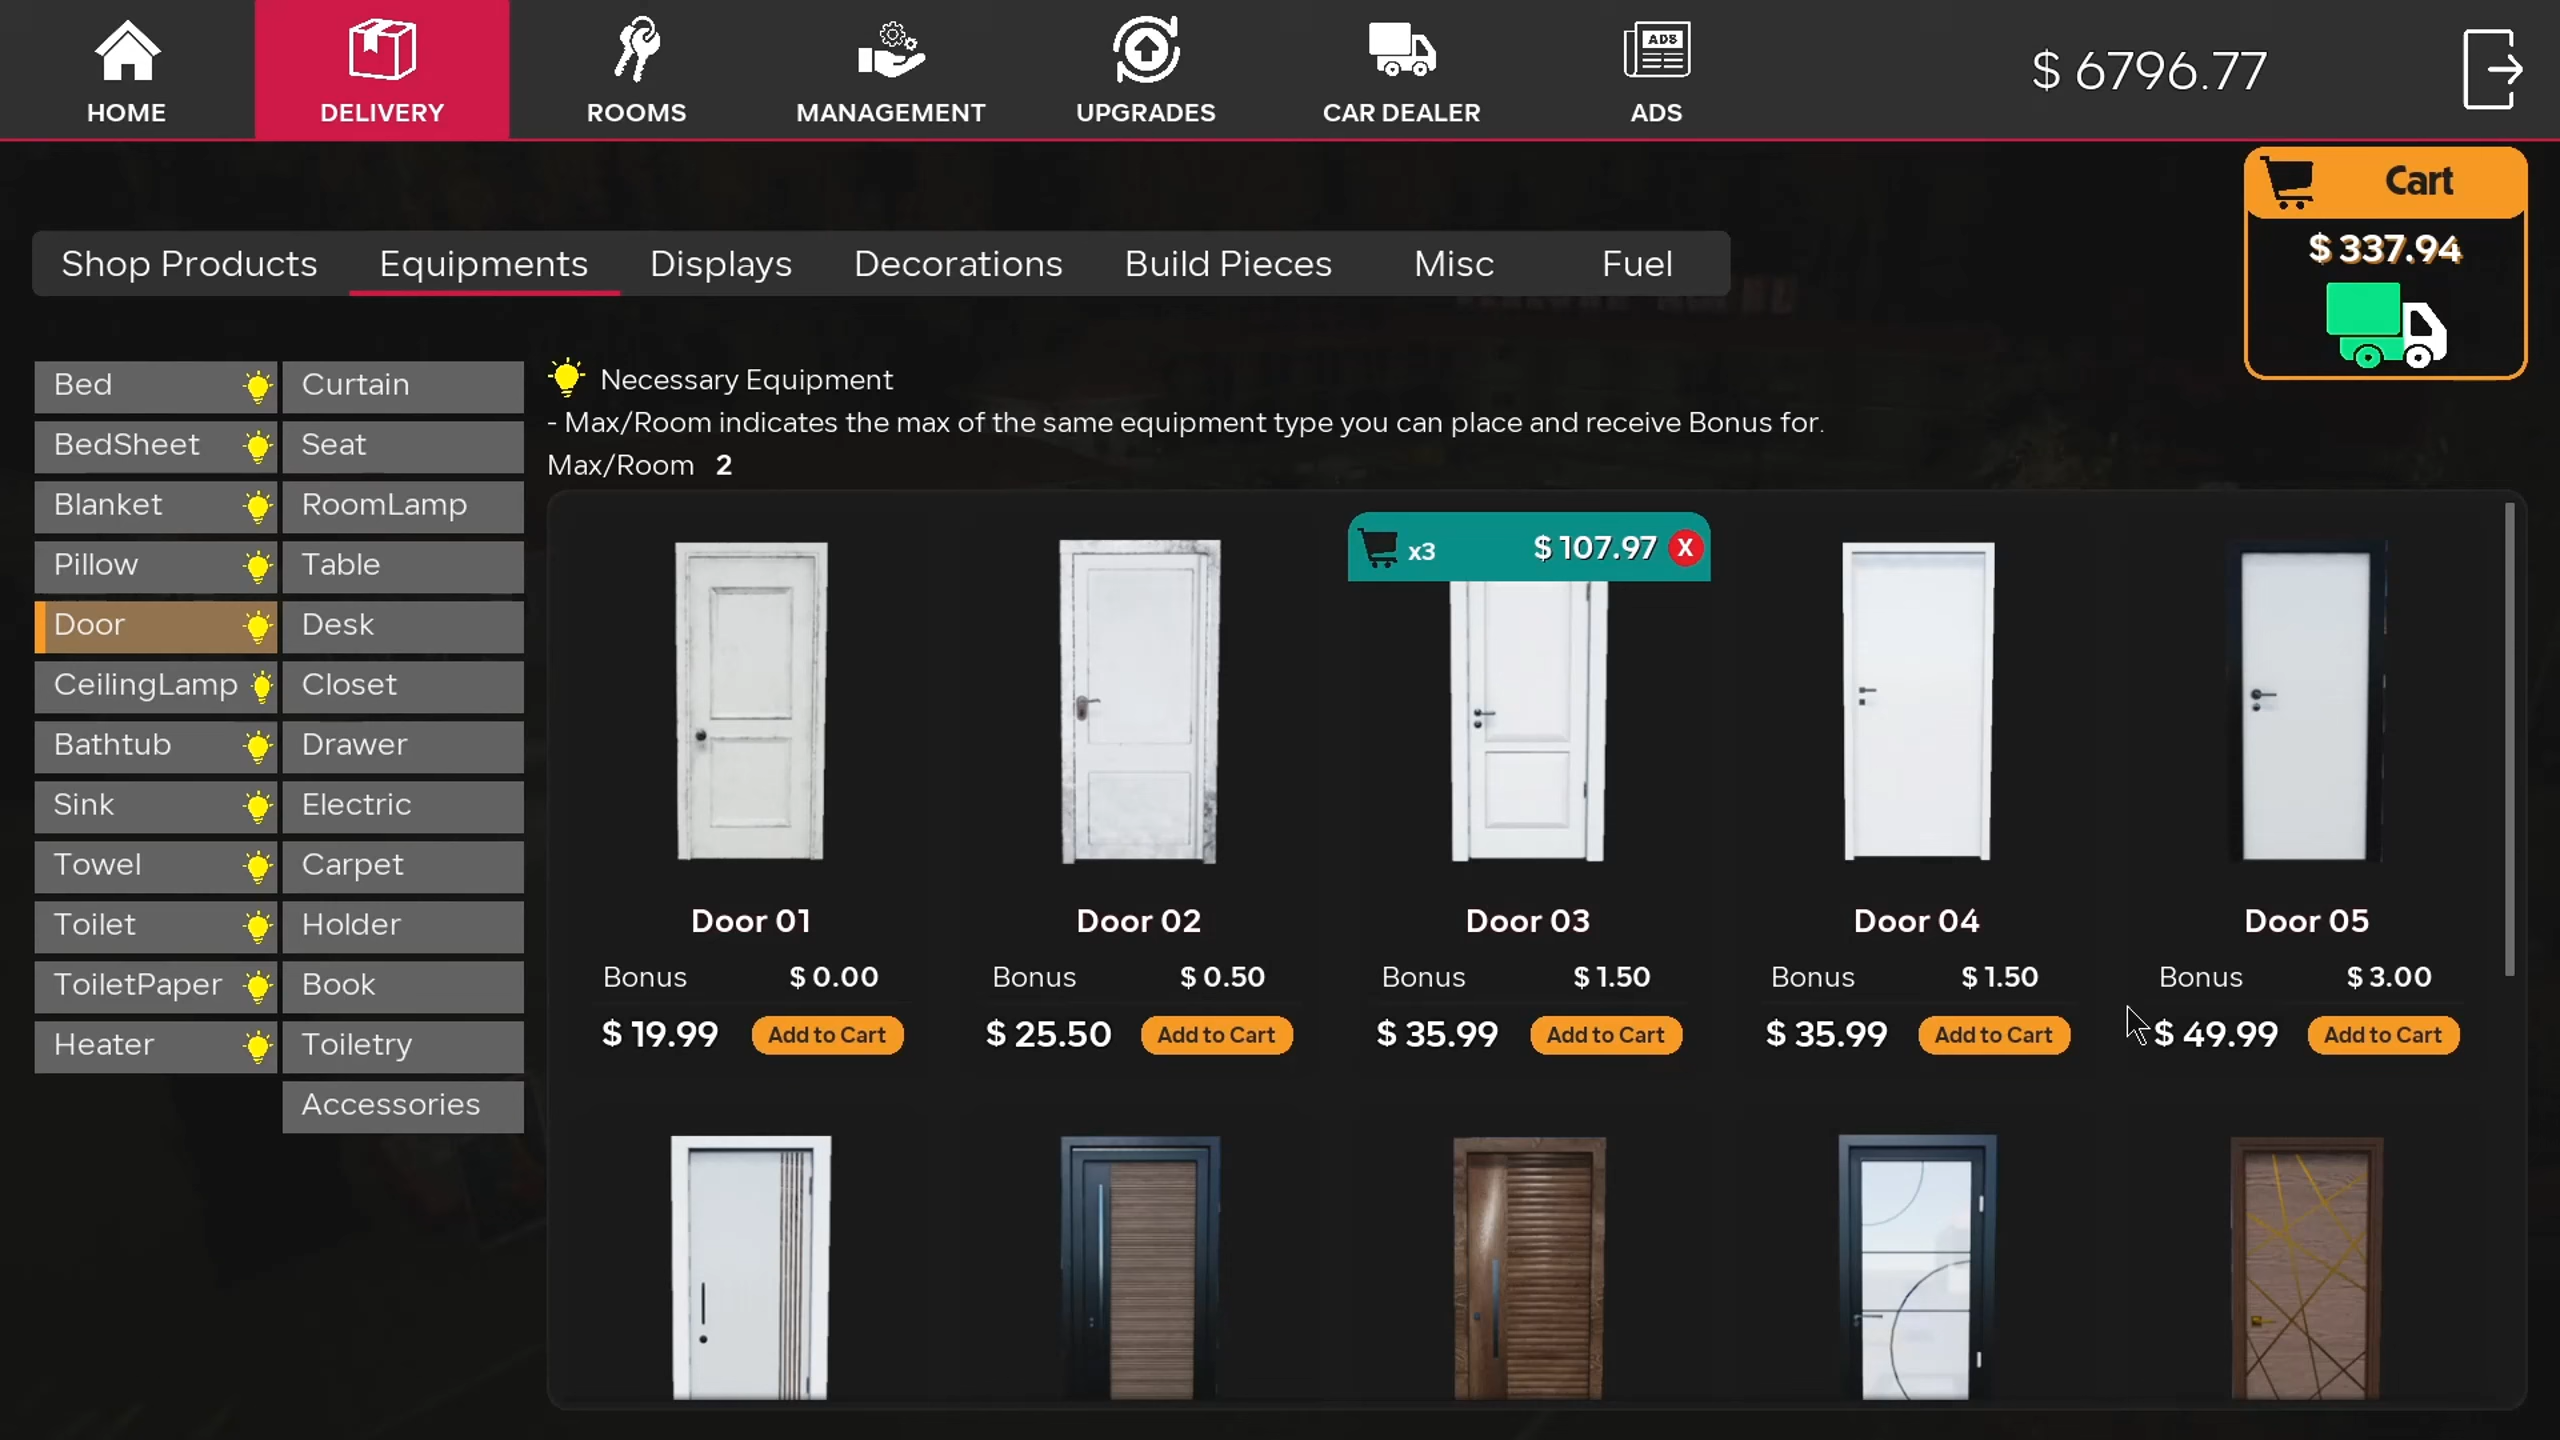 HOME
DELIVERY
ROOMS
MANAGEMENT
UPGRADES
CAR DEALER
ADS
ADS
$ 6796.77
Cart
$ 337.94
Shop Products
Equipments
Displays
Decorations
Build Pieces
Misc
Fuel
Bed
Curtain
BedSheet
Seat
Blanket
RoomLamp
Pillow
Table
Door
Desk
CeilingLamp
Closet
Bathtub
Drawer
Sink
Electric
Towel
Carpet
Toilet
Holder
ToiletPaper
Book
Heater
Toiletry
Accessories
Necessary Equipment
- Max/Room indicates the max of the same equipment type you can place and receive Bonus for.
Max/Room 2
x3 $ 107.97 X
Door 01
Bonus $ 0.00
$ 19.99 Add to Cart
Door 02
Bonus $ 0.50
$ 25.50 Add to Cart
Door 03
Bonus $ 1.50
$ 35.99 Add to Cart
Door 04
Bonus $ 1.50
$ 35.99 Add to Cart
Door 05
Bonus $ 3.00
$ 49.99 Add to Cart